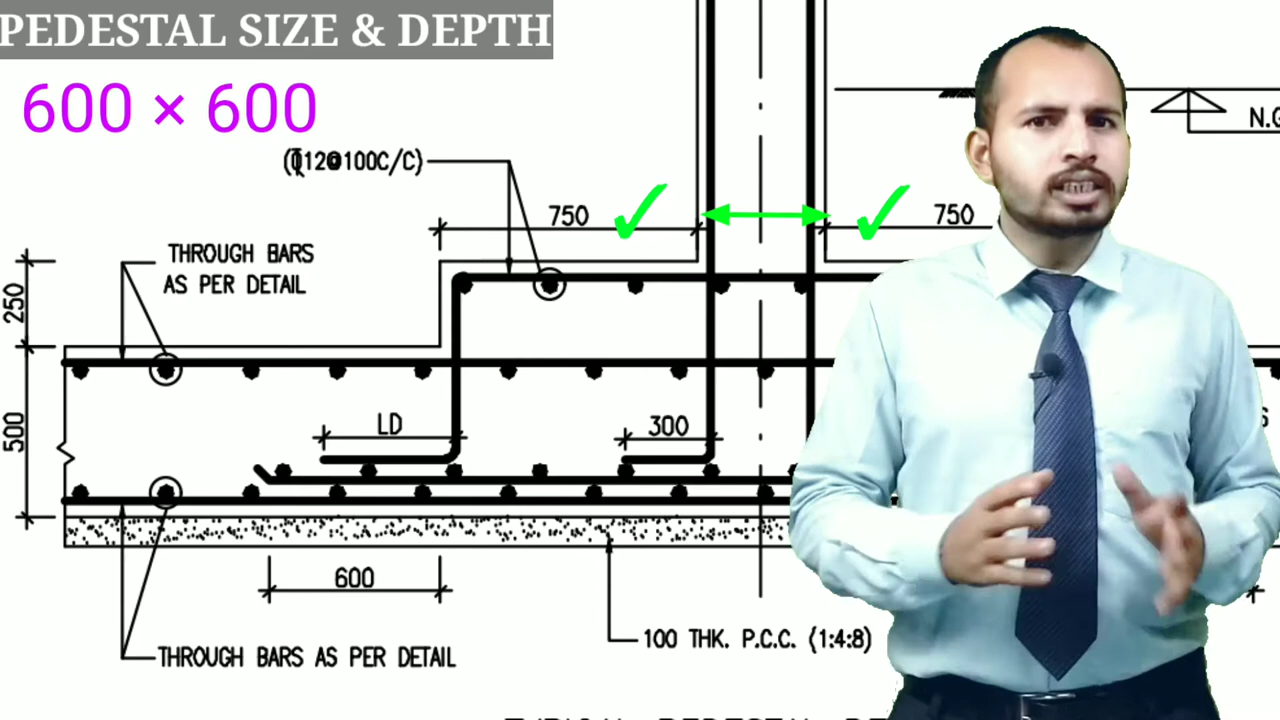 PEDESTAL SIZE & DEPTH
600 × 600
N.G
12@100C/C)
750
750
THROUGH BARS
AS PER DETAIL
250
500
LD
300
600
100 THK. P.C.C. (1:4:8)
THROUGH BARS AS PER DETAIL